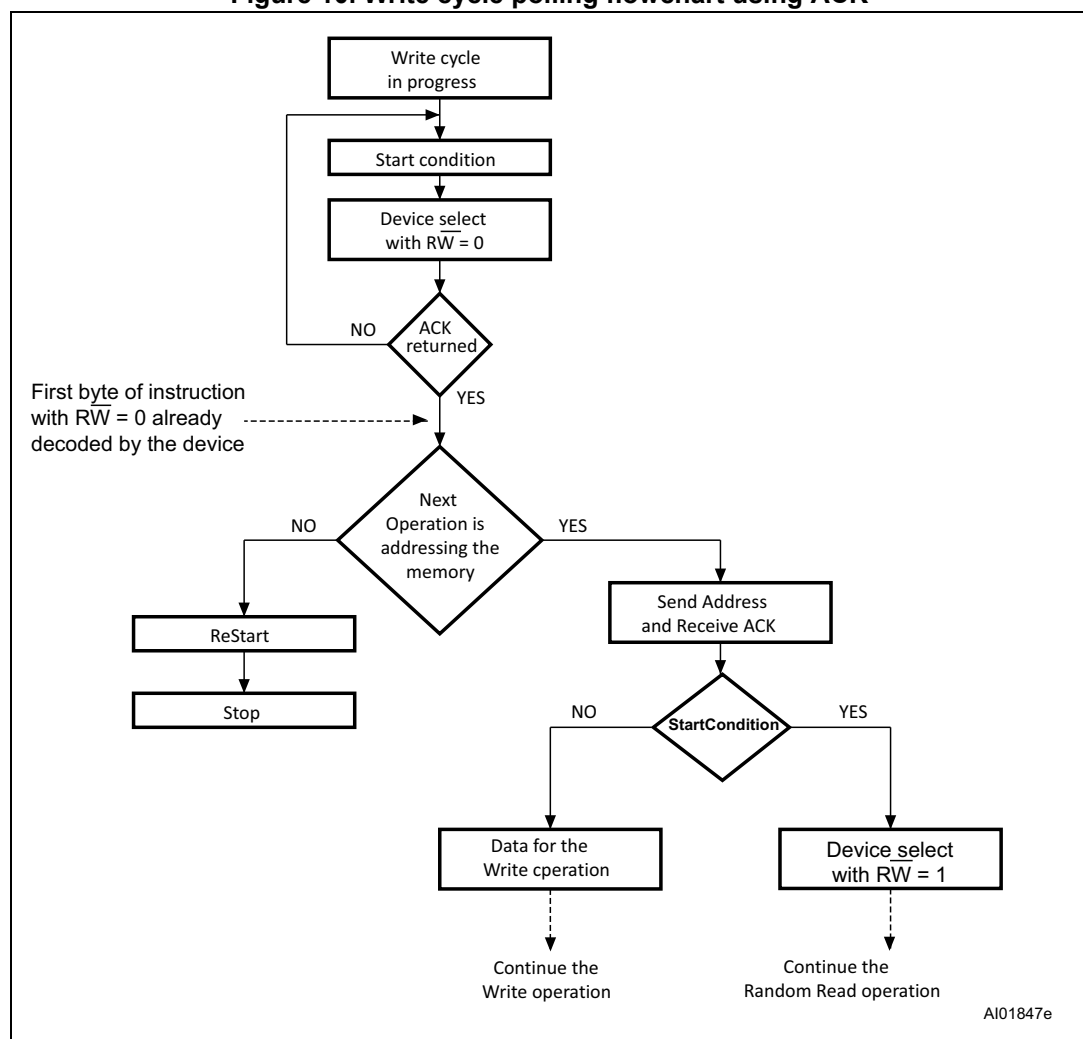 Figure 10. Write cycle polling flowchart using ACK
Write cycle
in progress
Start condition
Device select
with RW̅ = 0
NO
ACK
returned
YES
First byte of instruction
with RW̅ = 0 already
decoded by the device
Next
Operation is
addressing the
memory
NO
YES
ReStart
Stop
Send Address
and Receive ACK
StartCondition
NO
YES
Data for the
Write cperation
Device select
with RW̅ = 1
Continue the
Write operation
Continue the
Random Read operation
AI01847e